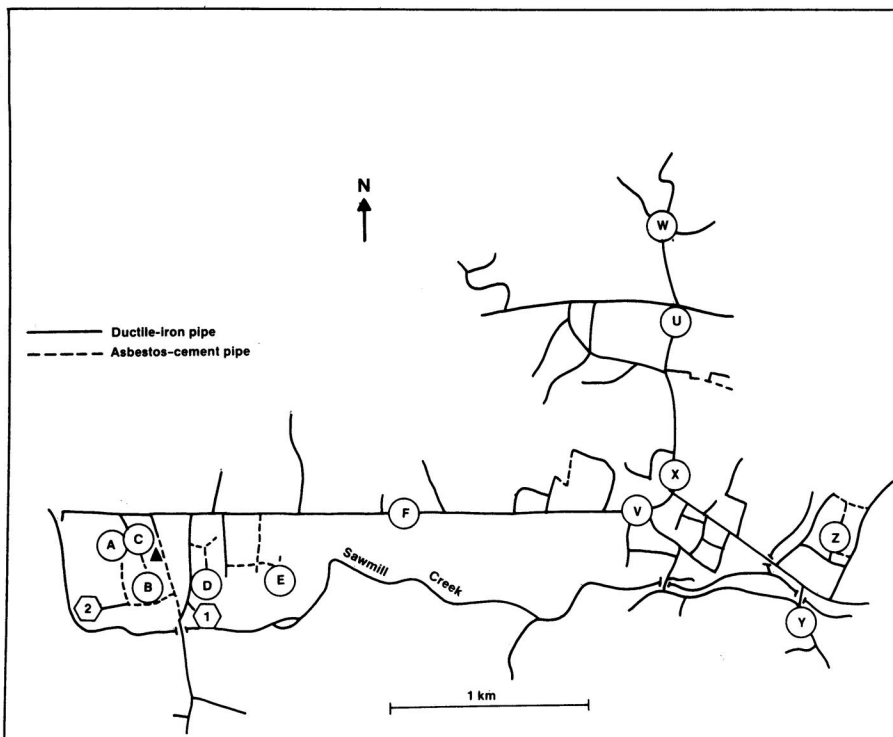 W
N
U
Ductile-iron pipe
Asbestos-cement pipe
X
F
V
A
C
Z
B
D
E
Sawmill Creek
2
1
Y
1 km